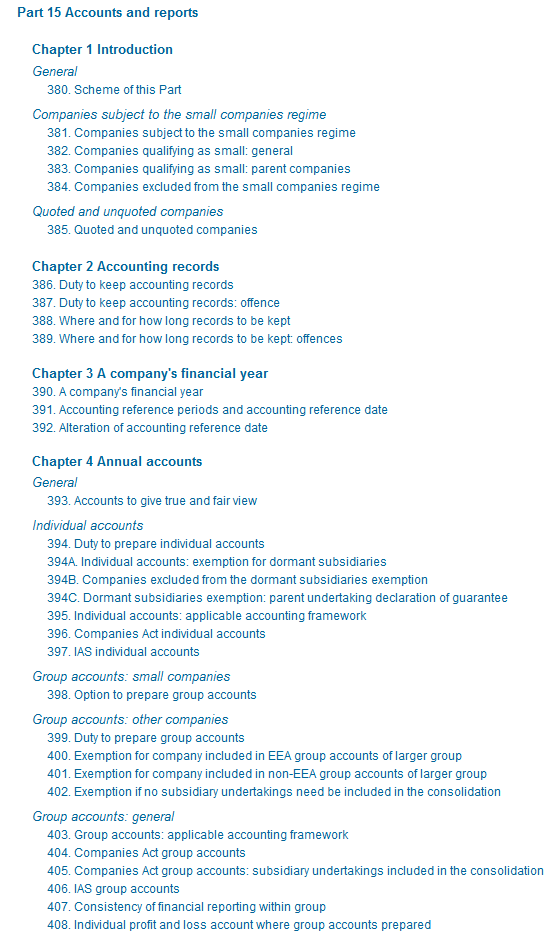 Part 15 Accounts and reports
Chapter 1 Introduction
General
380. Scheme of this Part
Companies subject to the small companies regime
381. Companies subject to the small companies regime
382. Companies qualifying as small: general
383. Companies qualifying as small: parent companies
384. Companies excluded from the small companies regime
Quoted and unquoted companies
385. Quoted and unquoted companies
Chapter 2 Accounting records
386. Duty to keep accounting records
387. Duty to keep accounting records: offence
388. Where and for how long records to be kept
389. Where and for how long records to be kept: offences
Chapter 3 A company's financial year
390. A company's financial year
391. Accounting reference periods and accounting reference date
392. Alteration of accounting reference date
Chapter 4 Annual accounts
General
393. Accounts to give true and fair view
Individual accounts
394. Duty to prepare individual accounts
394A. Individual accounts: exemption for dormant subsidiaries
394B. Companies excluded from the dormant subsidiaries exemption
394C. Dormant subsidiaries exemption: parent undertaking declaration of guarantee
395. Individual accounts: applicable accounting framework
396. Companies Act individual accounts
397. IAS individual accounts
Group accounts: small companies
398. Option to prepare group accounts
Group accounts: other companies
399. Duty to prepare group accounts
400. Exemption for company included in EEA group accounts of larger group
401. Exemption for company included in non-EEA group accounts of larger group
402. Exemption if no subsidiary undertakings need be included in the consolidation
Group accounts: general
403. Group accounts: applicable accounting framework
404. Companies Act group accounts
405. Companies Act group accounts: subsidiary undertakings included in the consolidation
406. IAS group accounts
407. Consistency of financial reporting within group
408. Individual profit and loss account where group accounts prepared